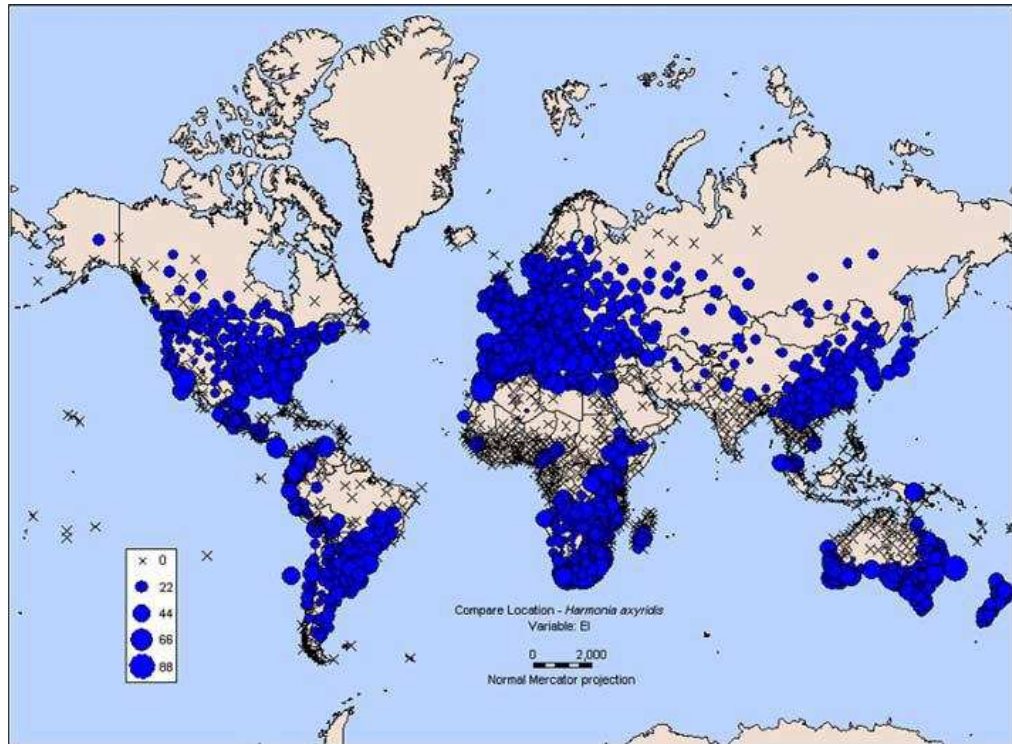 0
22
44
66
88
Compare Location - Harmonia axyridis
Variable: EI
0 2,000
Normal Mercator projection